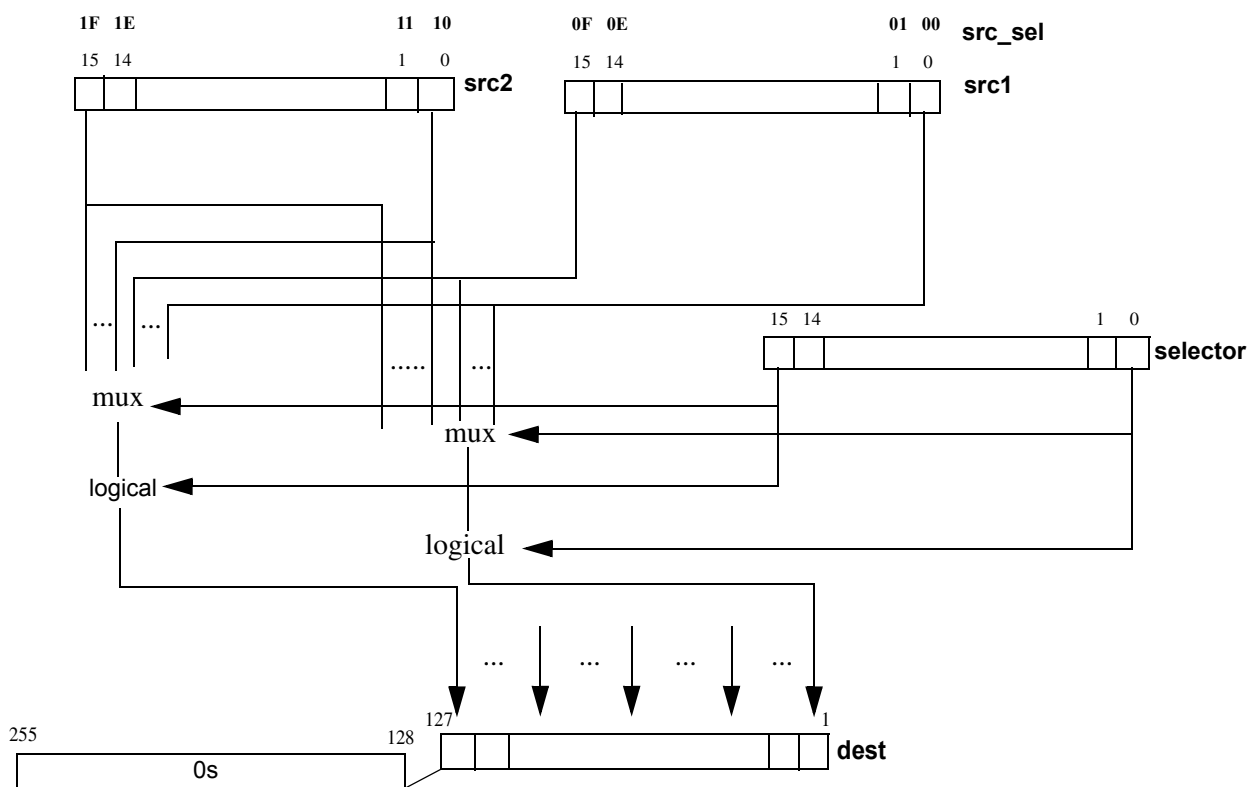 1F 1E 11 10 0F 0E 01 00 src_sel
15 14 1 0 15 14 1 0
src2 src1
... ...
15 14 1 0
..... ... selector
mux
mux
logical
logical
... ... ... ...
127 1
255 128
0s dest